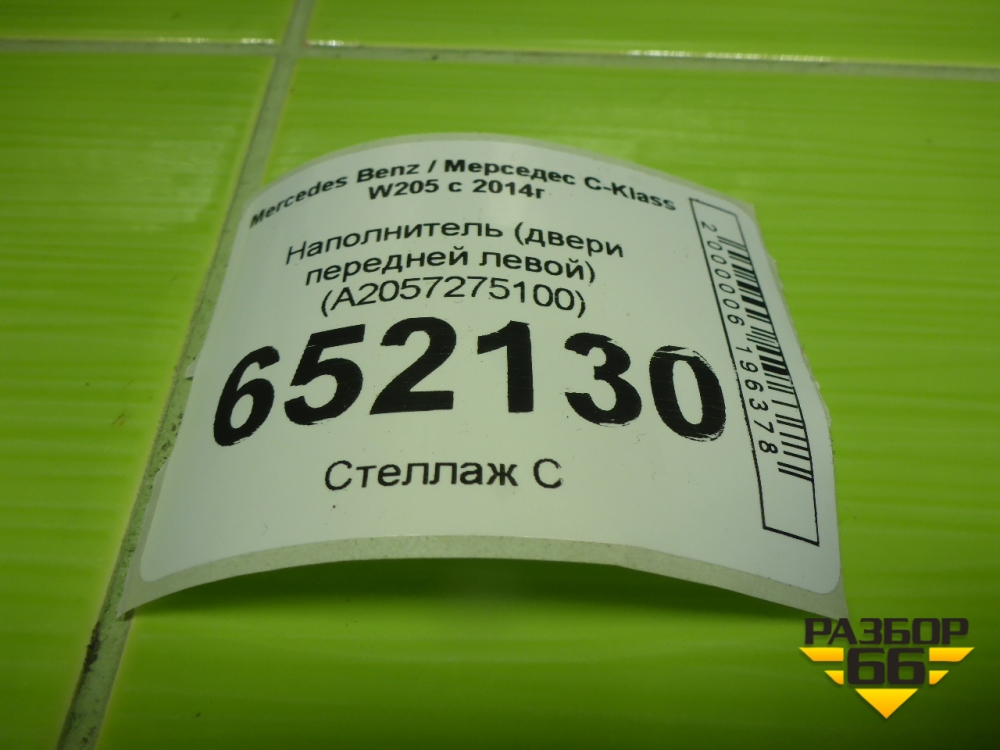 Mercedes Benz / Мерседес C-Klass
W205 с 2014г
Наполнитель (двери
передней левой)
(A2057275100)
652130
Стеллаж С
2000006196378
РАЗБОР
66